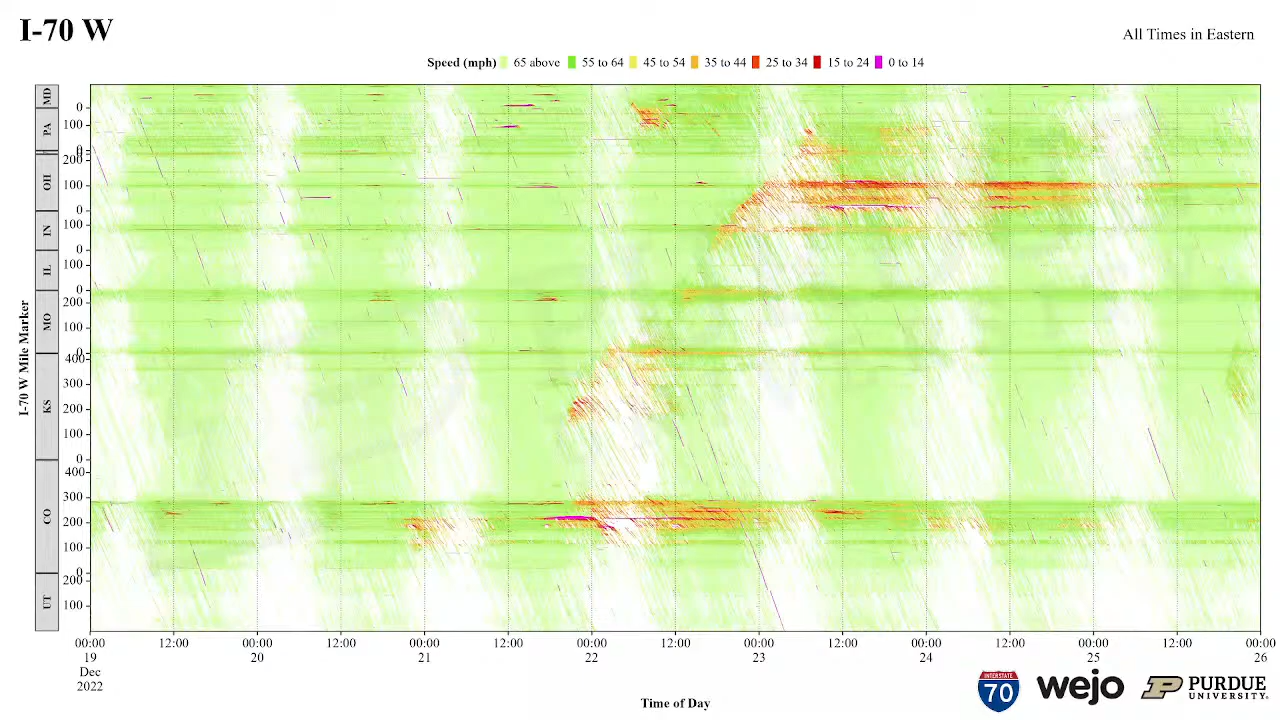 I-70 W
All Times in Eastern
Speed (mph) 65 above 55 to 64 45 to 54 35 to 44 25 to 34 15 to 24 0 to 14
I-70 W Mile Marker
MD
0
PA
100
0
200
OH
100
0
IN
100
0
IL
100
0
200
MO
100
0
400
300
KS
200
100
0
400
300
CO
200
100
0
200
UT
100
00:00 12:00 00:00 12:00 00:00 12:00 00:00 12:00 00:00 12:00 00:00 12:00 00:00 12:00 00:00
19 20 21 22 23 24 25 26
Dec
2022
Time of Day
INTERSTATE
70
wejo
P PURDUE
UNIVERSITY®